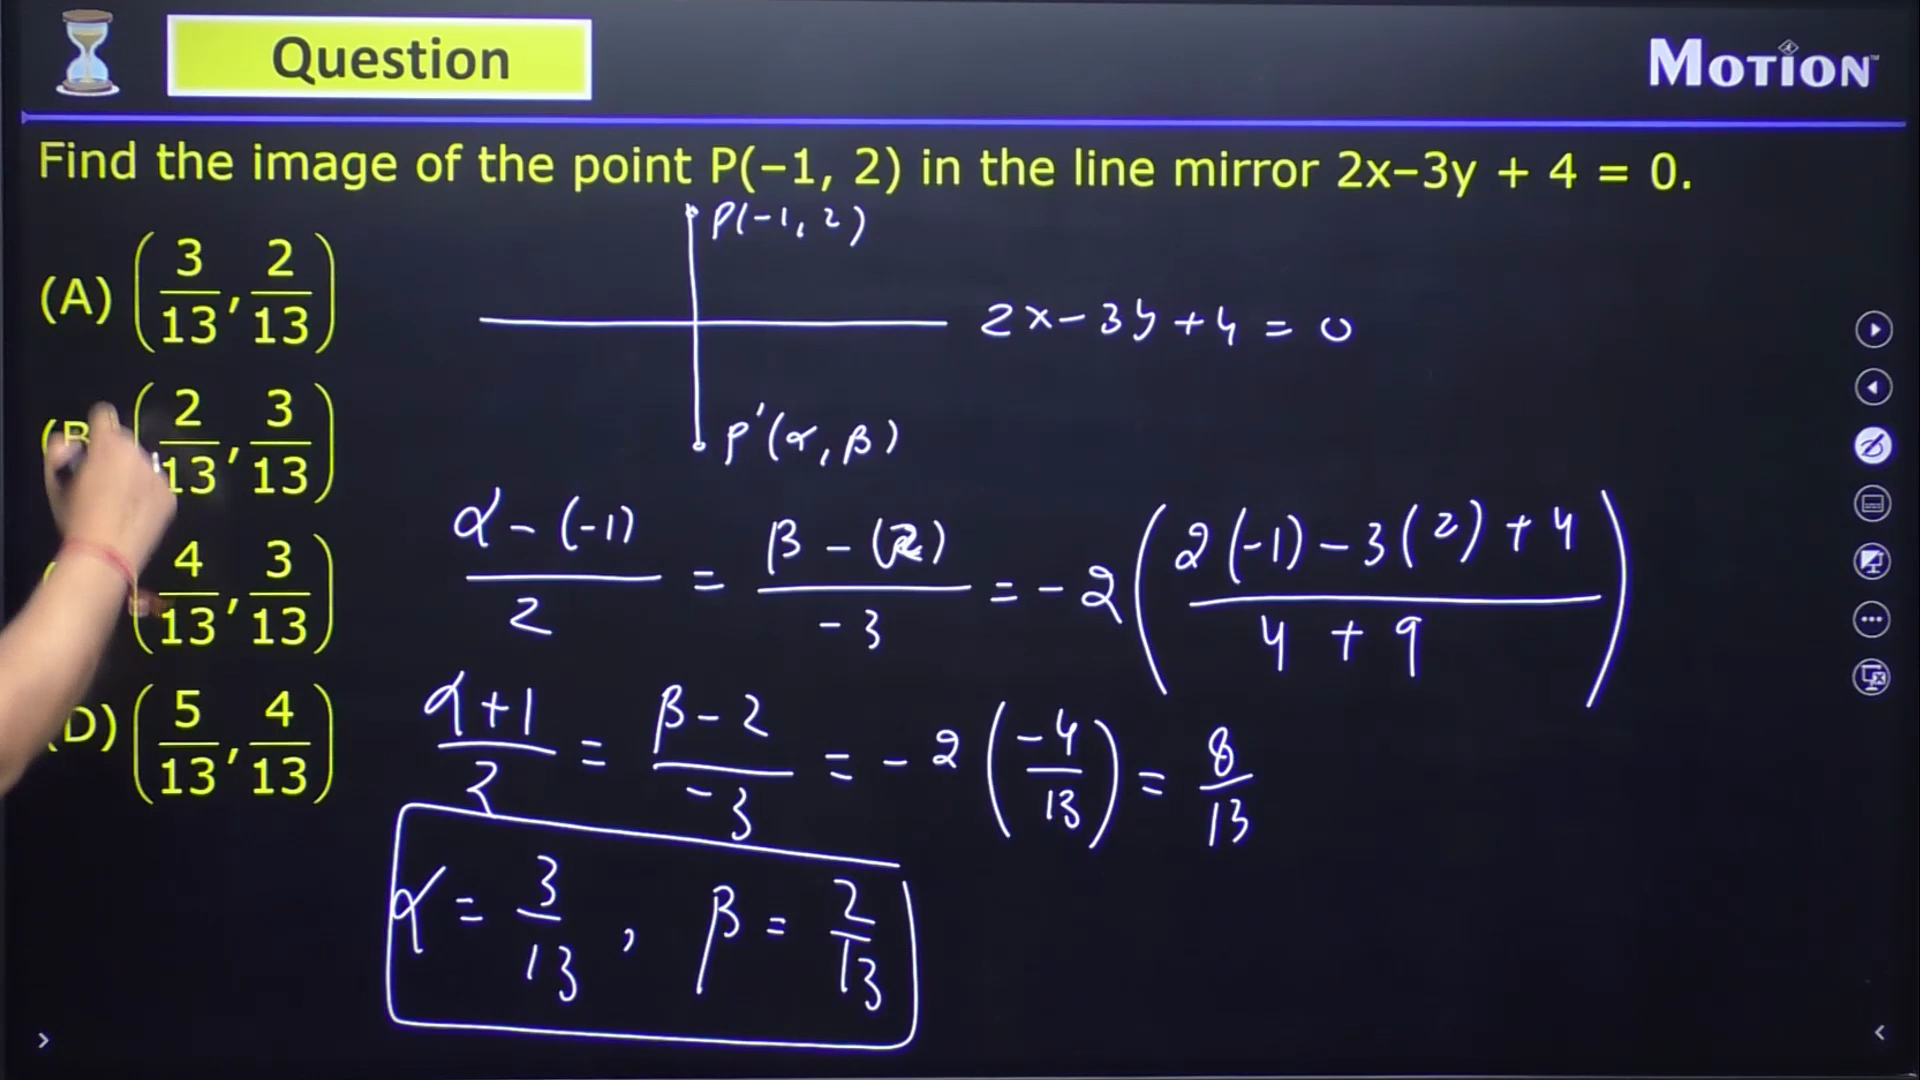 Question
MOTION™
Find the image of the point P(−1, 2) in the line mirror 2x−3y + 4 = 0.
P(-1, 2)
(A) (3/13, 2/13)
2x - 3y + 4 = 0
(B) (2/13, 3/13)
P'(α, β)
(α - (-1))/2 = (β - (2))/-3 = -2 ((2(-1) - 3(2) + 4)/(4 + 9))
(4/13, 3/13)
(α+1)/2 = (β-2)/-3 = -2 (-4/13) = 8/13
D) (5/13, 4/13)
α = 3/13 , β = 2/13